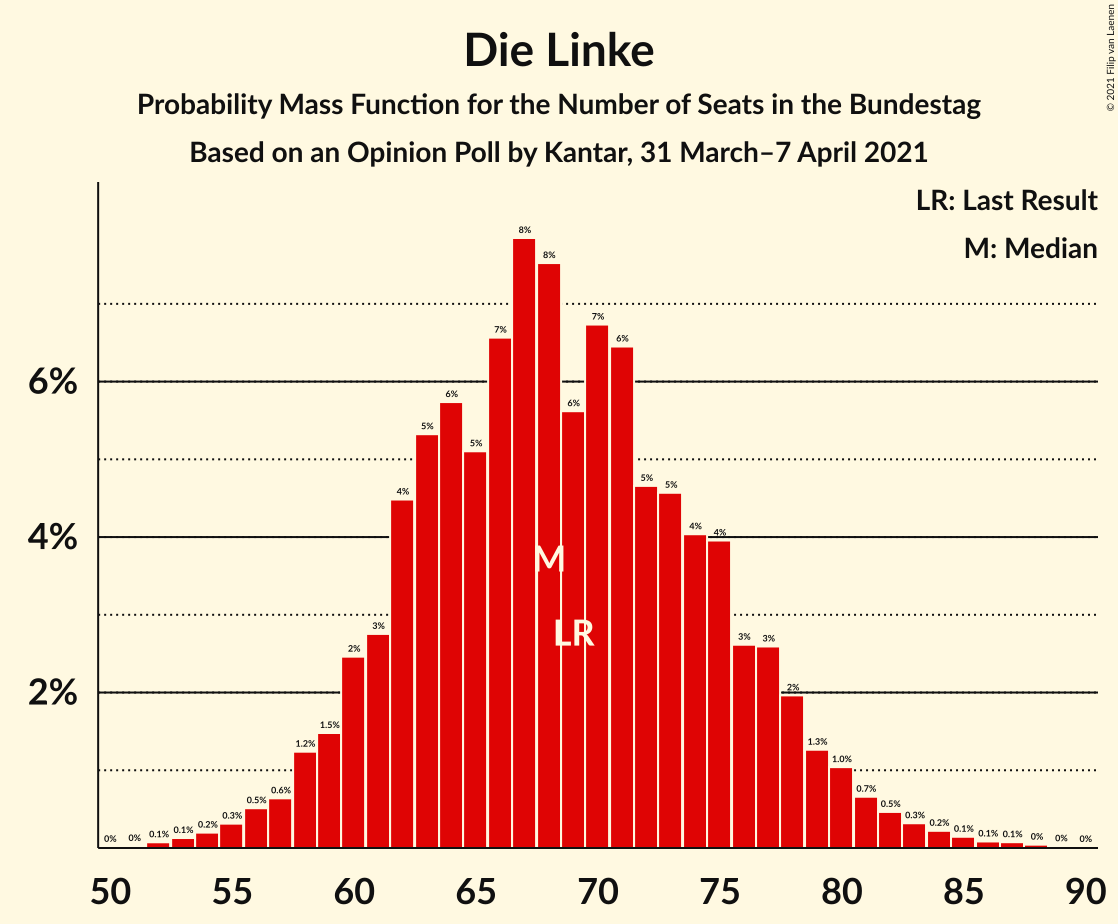 Die Linke
Probability Mass Function for the Number of Seats in the Bundestag
Based on an Opinion Poll by Kantar, 31 March–7 April 2021
© 2021 Filip van Laenen
LR: Last Result
M: Median
6%
4%
2%
0% 0% 0.1% 0.1% 0.2% 0.3% 0.5% 0.6% 1.2% 1.5% 2% 3% 4% 5% 6% 5% 7% 8% 8% 6% 7% 6% 5% 5% 4% 4% 3% 3% 2% 1.3% 1.0% 0.7% 0.5% 0.3% 0.2% 0.1% 0.1% 0.1% 0% 0% 0%
M
LR
50 55 60 65 70 75 80 85 90